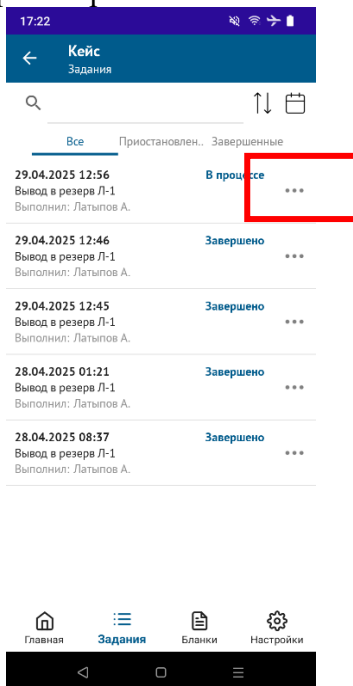 17:22
Кейс
Задания
Все Приостановлен.. Завершенные
29.04.2025 12:56 В процессе
Вывод в резерв Л-1
Выполнил: Латыпов А.
29.04.2025 12:46 Завершено
Вывод в резерв Л-1
Выполнил: Латыпов А.
29.04.2025 12:45 Завершено
Вывод в резерв Л-1
Выполнил: Латыпов А.
28.04.2025 01:21 Завершено
Вывод в резерв Л-1
Выполнил: Латыпов А.
28.04.2025 08:37 Завершено
Вывод в резерв Л-1
Выполнил: Латыпов А.
Главная Задания Бланки Настройки